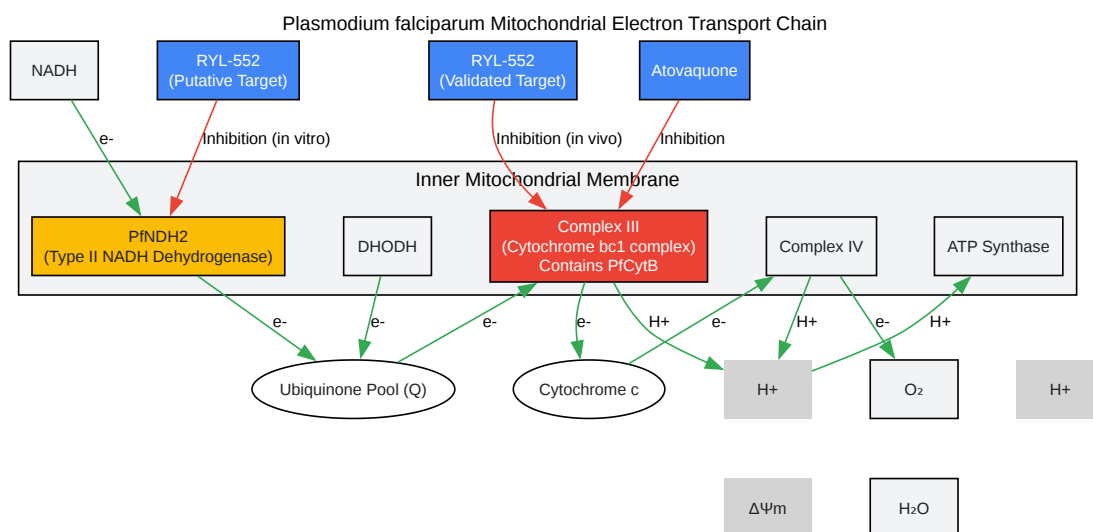 Plasmodium falciparum Mitochondrial Electron Transport Chain
NADH
RYL-552
(Putative Target)
RYL-552
(Validated Target)
Atovaquone
e-
Inhibition (in vitro)
Inhibition (in vivo)
Inhibition
Inner Mitochondrial Membrane
PfNDH2
(Type II NADH Dehydrogenase)
DHODH
Complex III
(Cytochrome bc1 complex)
Contains PfCytB
Complex IV
ATP Synthase
e-
e-
e-
e-
H+
e-
H+
e-
H+
Ubiquinone Pool (Q)
Cytochrome c
H+
O₂
H+
ΔΨm
H₂O